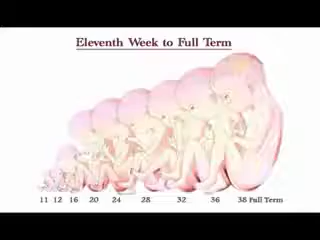 Eleventh Week to Full Term
11 12 16 20 24 28 32 36 38 Full Term